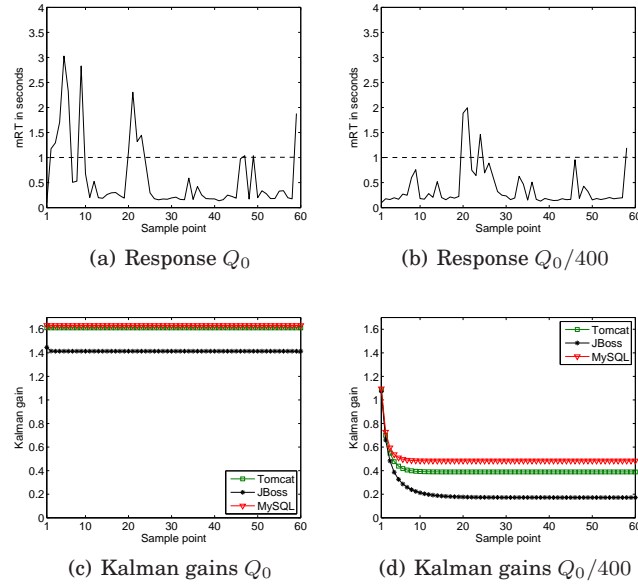 4
3.5
3
2.5
2
1.5
1
0.5
0
mRT in seconds
1 10 20 30 40 50 60
Sample point
(a) Response Q₀
4
3.5
3
2.5
2
1.5
1
0.5
0
mRT in seconds
1 10 20 30 40 50 60
Sample point
(b) Response Q₀/400
1.6
1.4
1.2
1
0.8
0.6
0.4
0.2
0
Kalman gain
Tomcat
JBoss
MySQL
1 10 20 30 40 50 60
Sample point
(c) Kalman gains Q₀
1.6
1.4
1.2
1
0.8
0.6
0.4
0.2
0
Kalman gain
Tomcat
JBoss
MySQL
1 10 20 30 40 50 60
Sample point
(d) Kalman gains Q₀/400